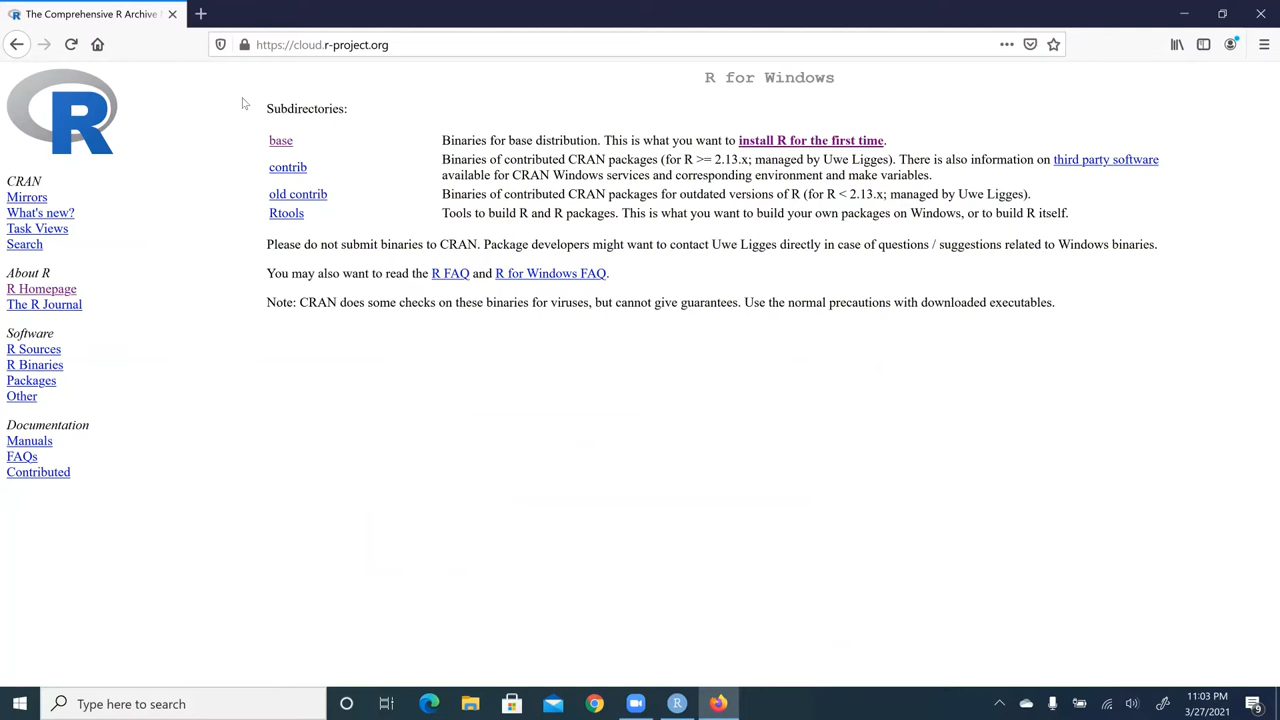 The Comprehensive R Archive
https://cloud.r-project.org
R
CRAN
Mirrors
What's new?
Task Views
Search
About R
R Homepage
The R Journal
Software
R Sources
R Binaries
Packages
Other
Documentation
Manuals
FAQs
Contributed
R for Windows
Subdirectories:
base Binaries for base distribution. This is what you want to install R for the first time.
contrib Binaries of contributed CRAN packages (for R >= 2.13.x; managed by Uwe Ligges). There is also information on third party software
available for CRAN Windows services and corresponding environment and make variables.
old contrib Binaries of contributed CRAN packages for outdated versions of R (for R < 2.13.x; managed by Uwe Ligges).
Rtools Tools to build R and R packages. This is what you want to build your own packages on Windows, or to build R itself.
Please do not submit binaries to CRAN. Package developers might want to contact Uwe Ligges directly in case of questions / suggestions related to Windows binaries.
You may also want to read the R FAQ and R for Windows FAQ.
Note: CRAN does some checks on these binaries for viruses, but cannot give guarantees. Use the normal precautions with downloaded executables.
Type here to search
11:03 PM
3/27/2021
9